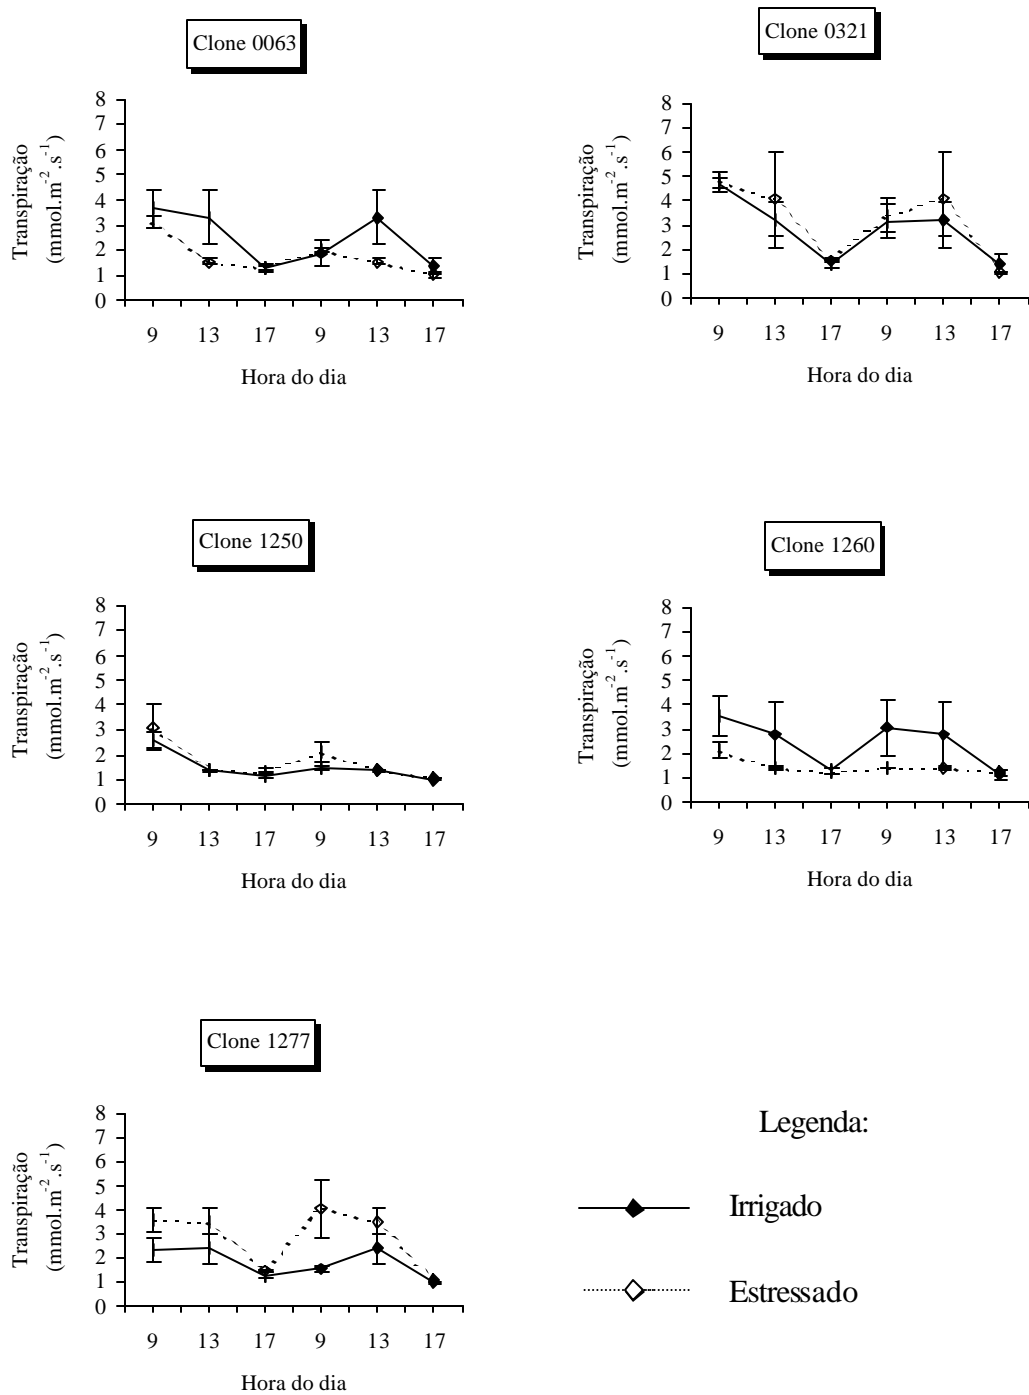 Clone 0063
Clone 0321
Transpiração
(mmol.m⁻².s⁻¹)
8
7
6
5
4
3
2
1
0
9 13 17 9 13 17
Hora do dia
Transpiração
(mmol.m⁻².s⁻¹)
8
7
6
5
4
3
2
1
0
9 13 17 9 13 17
Hora do dia
Clone 1250
Clone 1260
Transpiração
(mmol.m⁻².s⁻¹)
8
7
6
5
4
3
2
1
0
9 13 17 9 13 17
Hora do dia
Transpiração
(mmol.m⁻².s⁻¹)
8
7
6
5
4
3
2
1
0
9 13 17 9 13 17
Hora do dia
Clone 1277
Transpiração
(mmol.m⁻².s⁻¹)
8
7
6
5
4
3
2
1
0
9 13 17 9 13 17
Hora do dia
Legenda:
Irrigado
Estressado